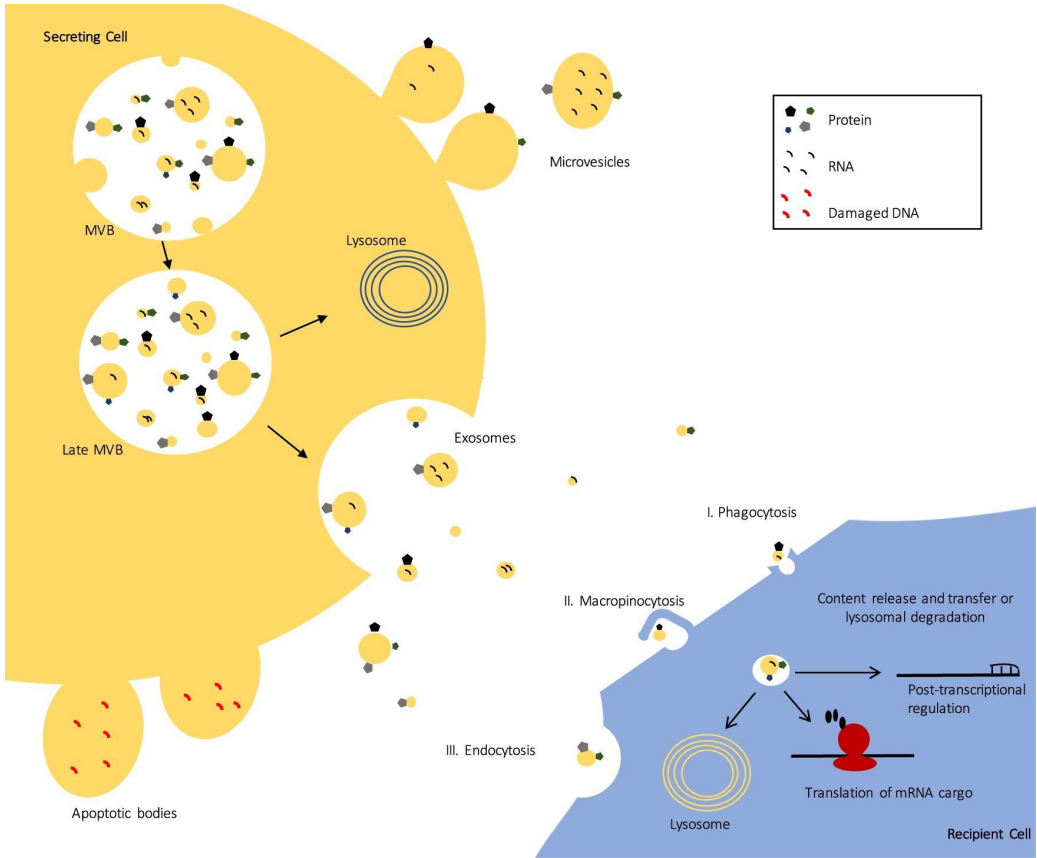 Secreting Cell
MVB
Lysosome
Late MVB
Microvesicles
Protein
RNA
Damaged DNA
Exosomes
I. Phagocytosis
II. Macropinocytosis
III. Endocytosis
Apoptotic bodies
Content release and transfer or
lysosomal degradation
Post-transcriptional
regulation
Translation of mRNA cargo
Lysosome
Recipient Cell